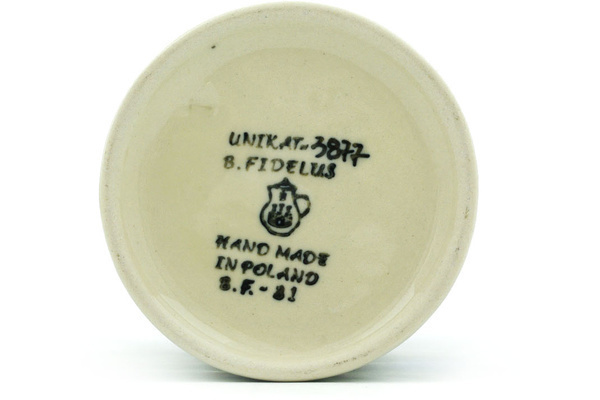 UNIKAT-3877
B. FIDELUS
HAND MADE
IN POLAND
B.F.-81